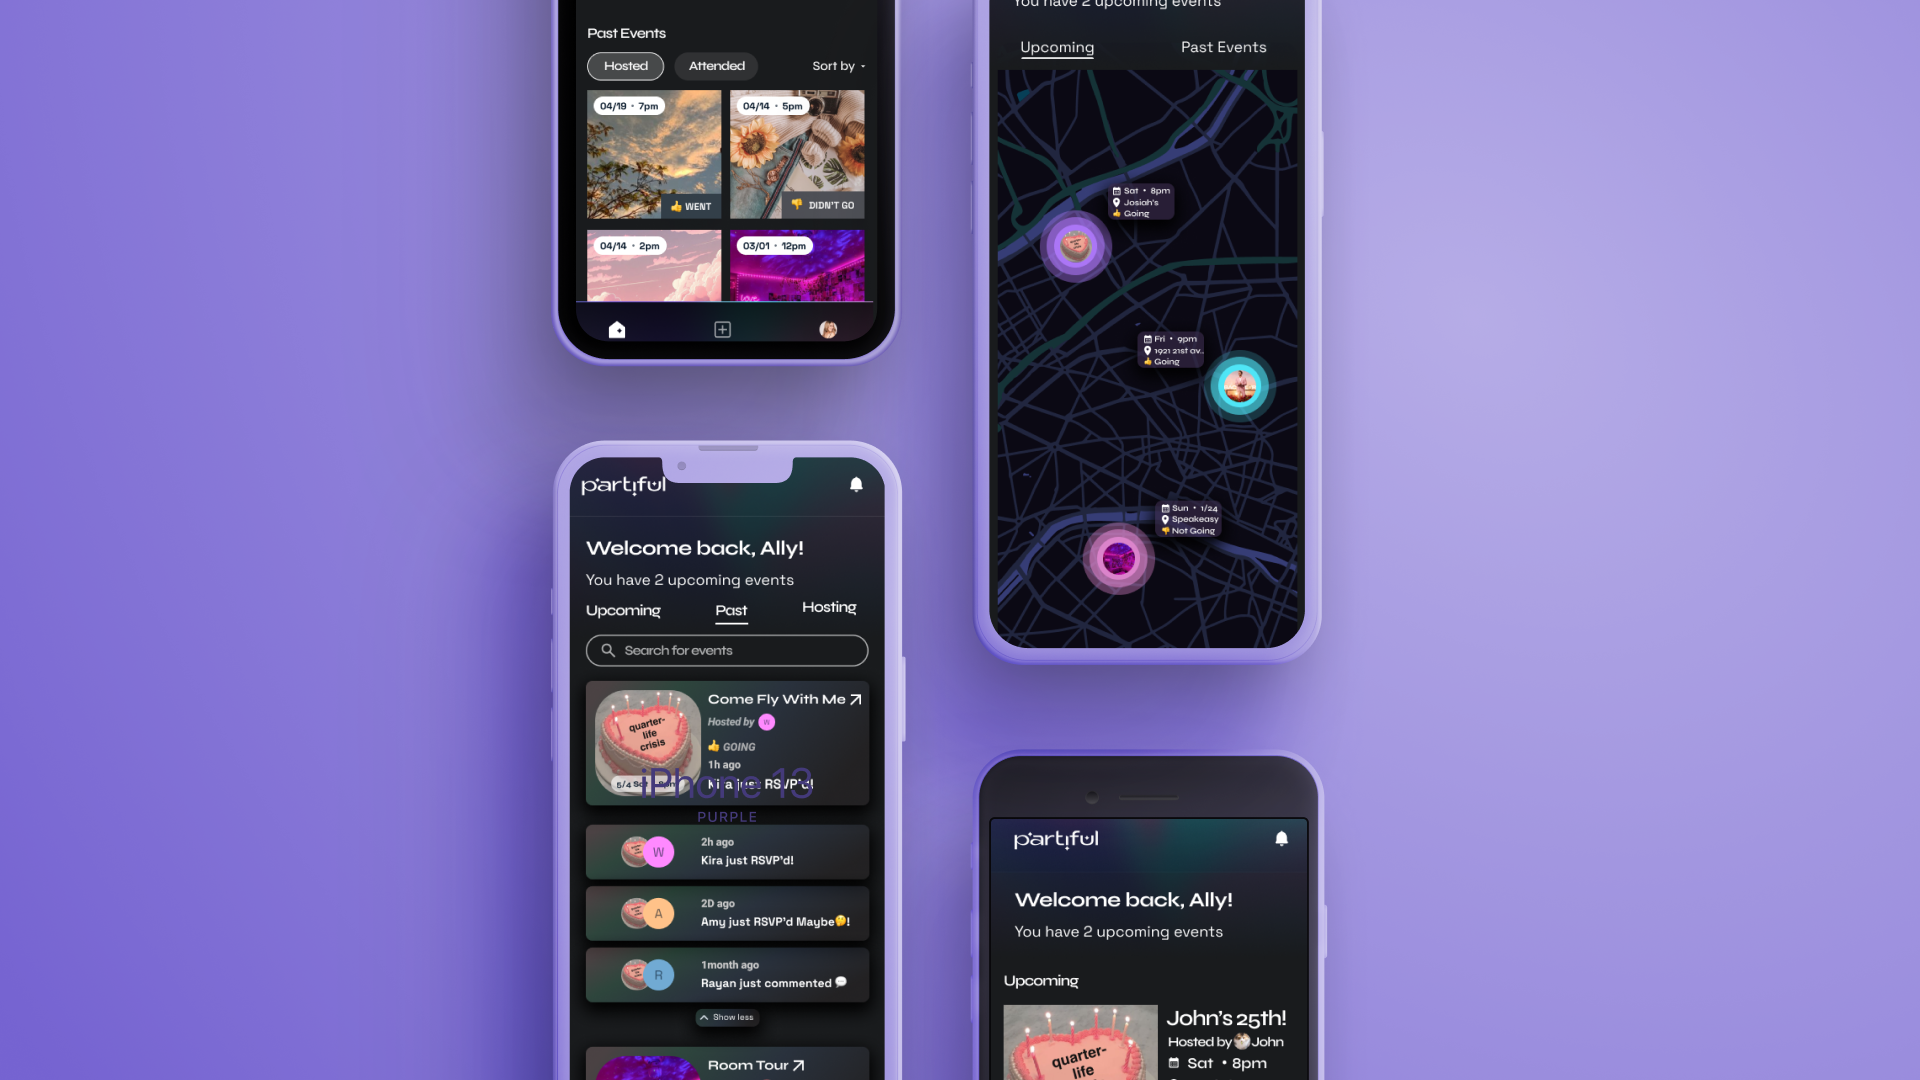 Past Events
Hosted
Attended
Sort by
04/19 • 7pm
04/14 • 5pm
👍 WENT
👎 DIDN'T GO
04/14 • 2pm
03/01 • 12pm
Love
partiful
Welcome back, Ally!
You have 2 upcoming events
Upcoming
Past
Hosting
Search for events
quarter-
life
crisis
Come Fly With Me
Hosted by W
👍 GOING
1h ago
Kira just RSVP'd!
5/4 Sat
iPhone 13
PURPLE
W
2h ago
Kira just RSVP'd!
A
2D ago
Amy just RSVP'd Maybe🤔!
R
1month ago
Rayan just commented 💬
Show less
Room Tour
You have 2 upcoming events
Upcoming
Past Events
Sat • 8pm
Josiah's
👍 Going
Fri • 9pm
1921 21st av..
👍 Going
Sun • 1/24
Speakeasy
👎 Not Going
partiful
Welcome back, Ally!
You have 2 upcoming events
Upcoming
quarter-
life
John's 25th!
Hosted by John
Sat • 8pm